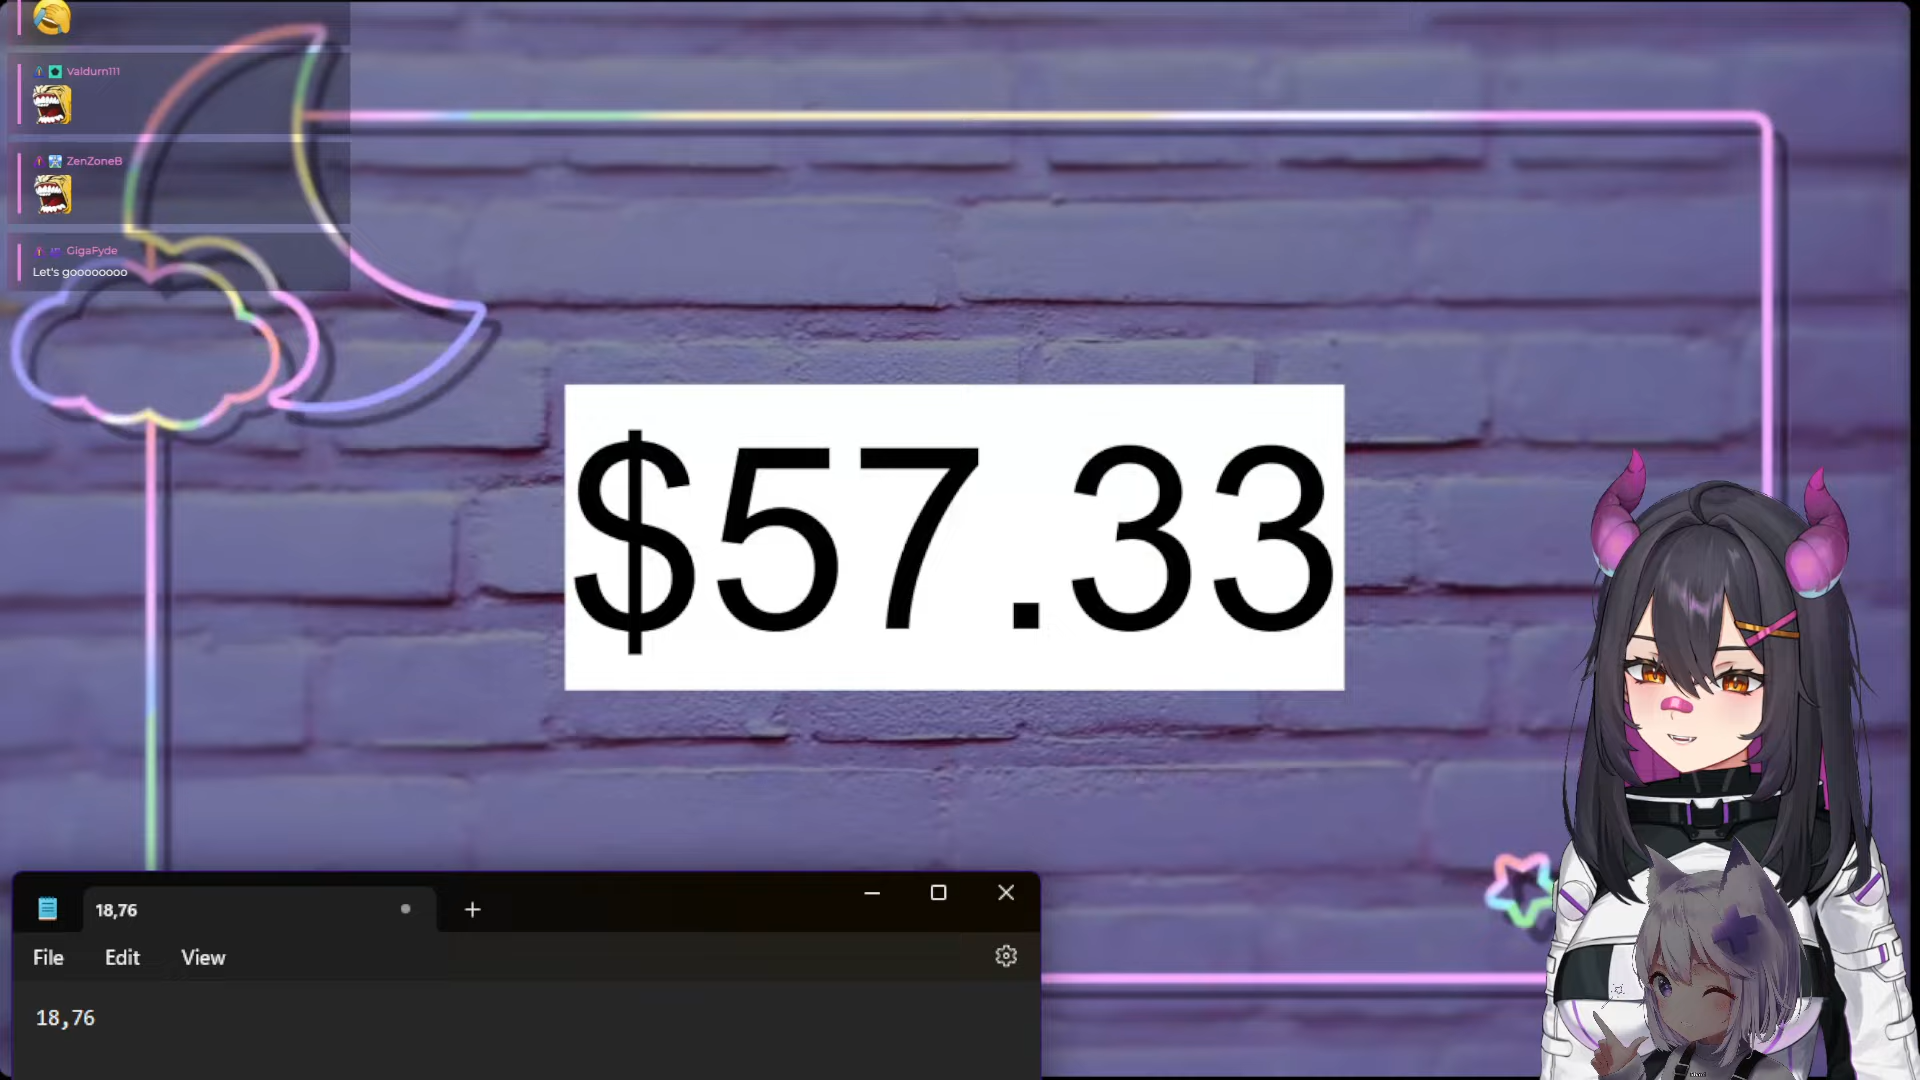 Valdurn111
ZenZoneB
GigaFyde
Let's goooooooo
$57.33
18,76
File Edit View
18,76